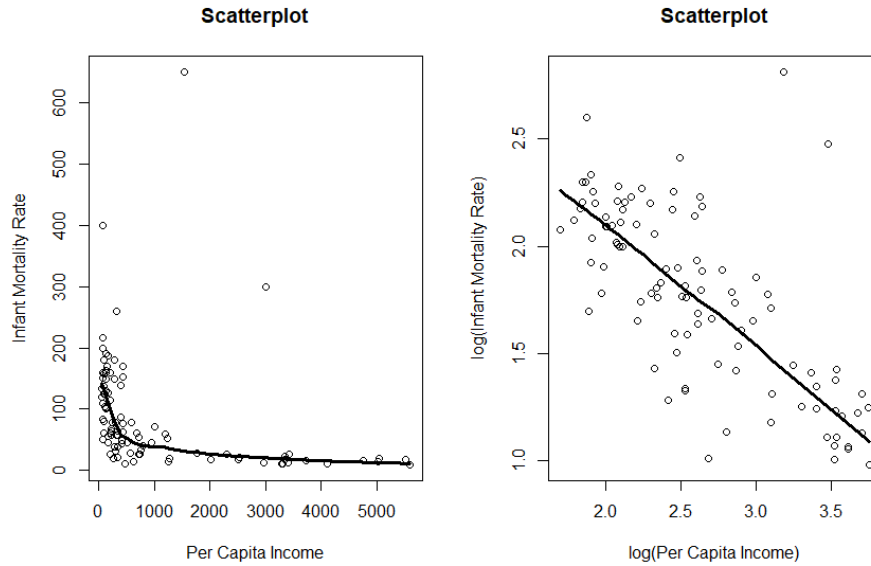 Scatterplot
Infant Mortality Rate
600
500
400
300
200
100
0
0 1000 2000 3000 4000 5000
Per Capita Income
Scatterplot
log(Infant Mortality Rate)
2.5
2.0
1.5
1.0
2.0 2.5 3.0 3.5
log(Per Capita Income)